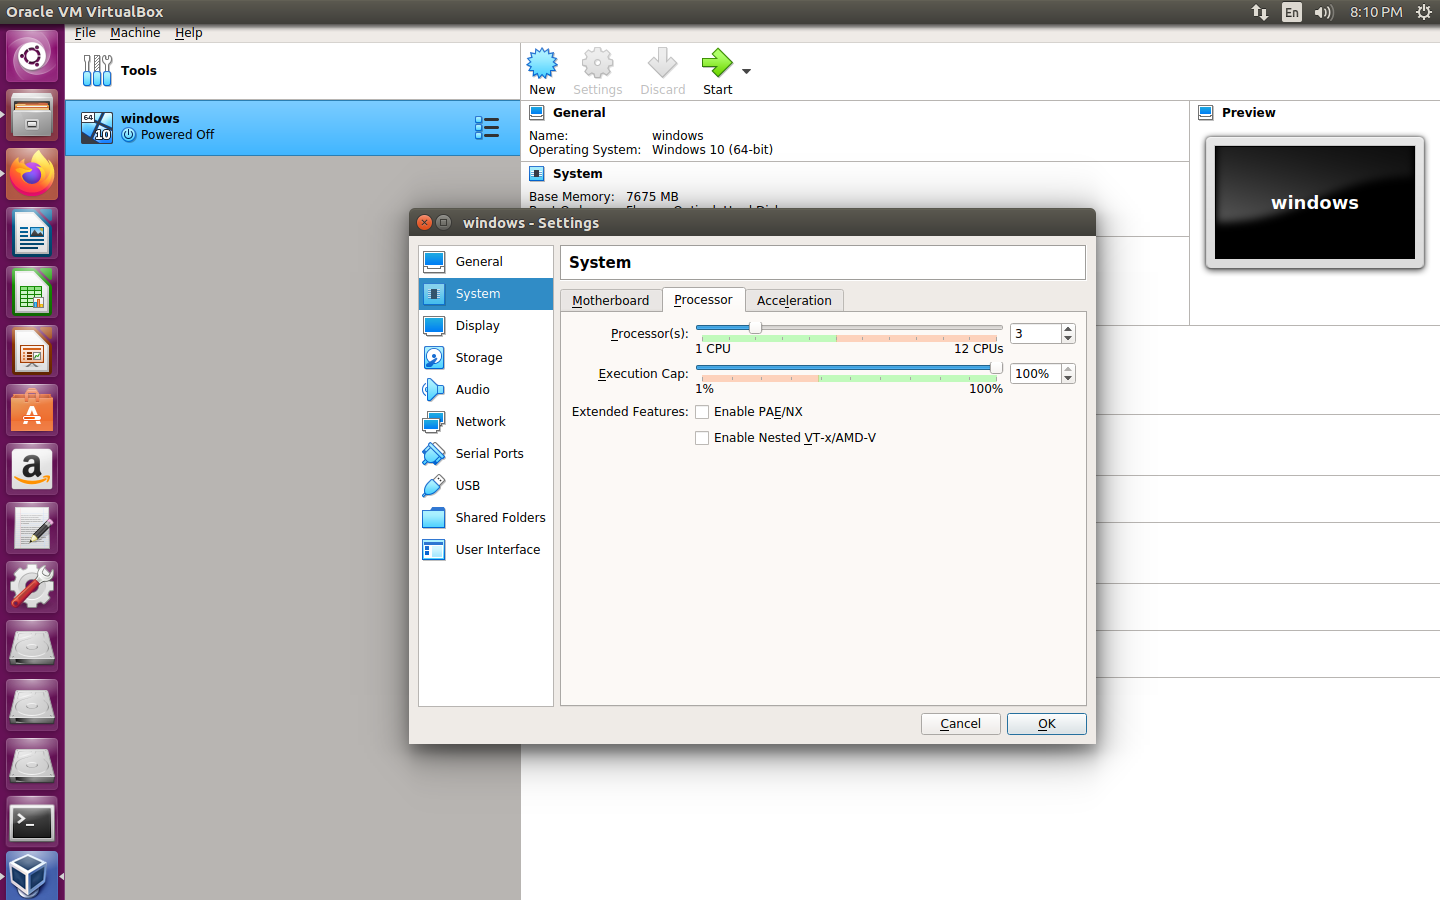 Oracle VM VirtualBox
En
8:10 PM
File Machine Help
Tools
windows
Powered Off
64
10
New
Settings
Discard
Start
General
Name: windows
Operating System: Windows 10 (64-bit)
System
Base Memory: 7675 MB
Preview
windows
windows - Settings
General
System
Display
Storage
Audio
Network
Serial Ports
USB
Shared Folders
User Interface
System
Motherboard
Processor
Acceleration
Processor(s):
3
1 CPU
12 CPUs
Execution Cap:
100%
1%
100%
Extended Features:
Enable PAE/NX
Enable Nested VT-x/AMD-V
Cancel
OK